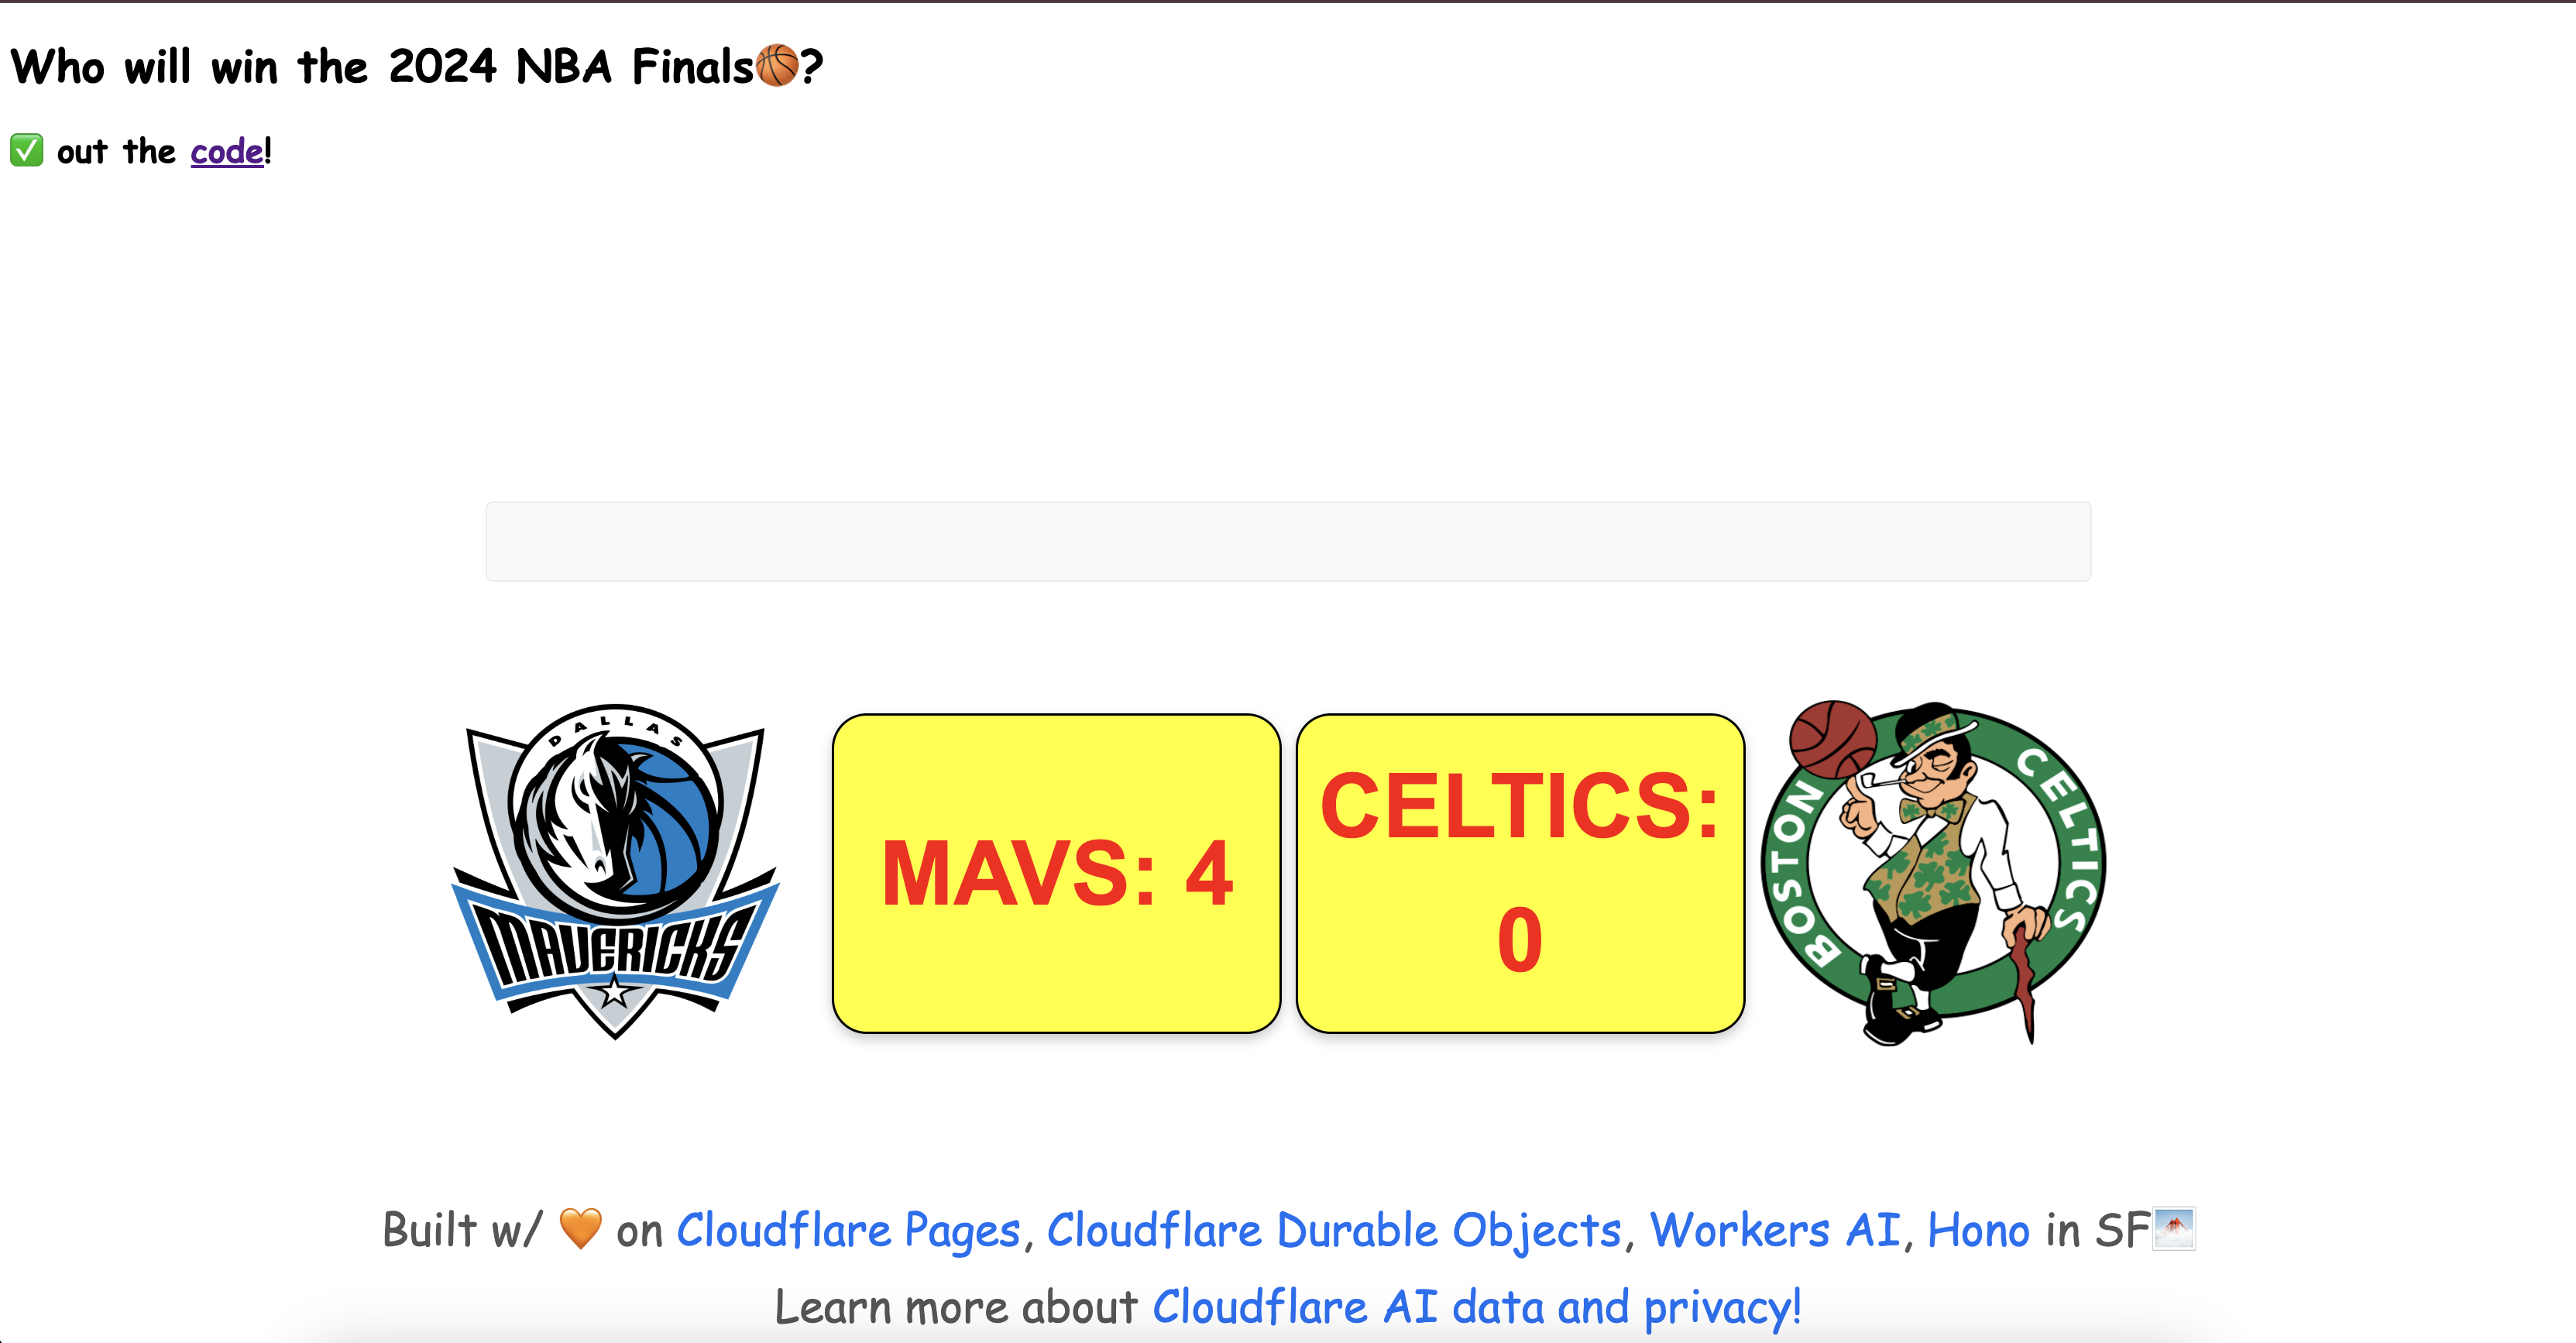 Who will win the 2024 NBA Finals🏀?
✅ out the code!
DALLAS
MAVERICKS
MAVS: 4
CELTICS:
0
BOSTON CELTICS
Built w/ 🧡 on Cloudflare Pages, Cloudflare Durable Objects, Workers AI, Hono in SF🌁
Learn more about Cloudflare AI data and privacy!